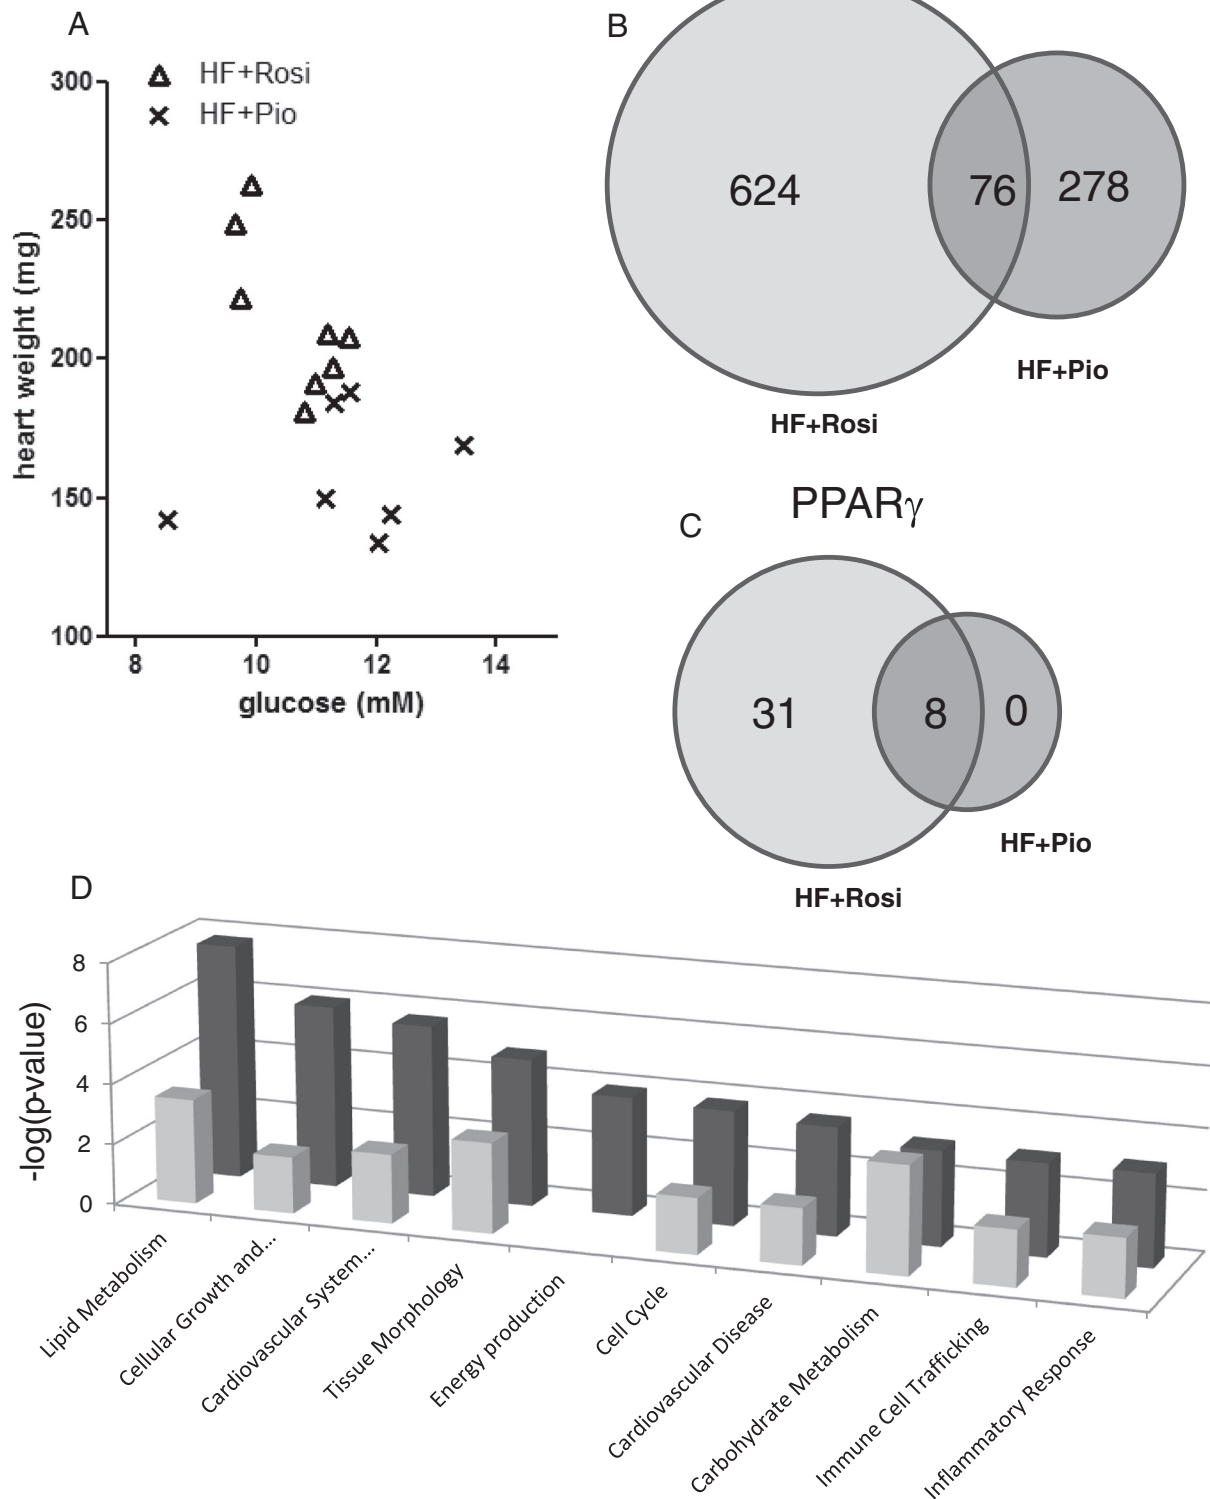 A
HF+Rosi
HF+Pio
300
250
200
150
100
heart weight (mg)
8 10 12 14
glucose (mM)
B
624 76 278
HF+Pio
HF+Rosi
PPARγ
C
31 8 0
HF+Pio
HF+Rosi
D
8
6
4
2
0
-log(p-value)
Lipid Metabolism
Cellular Growth and...
Cardiovascular System...
Tissue Morphology
Energy production
Cell Cycle
Cardiovascular Disease
Carbohydrate Metabolism
Immune Cell Trafficking
Inflammatory Response